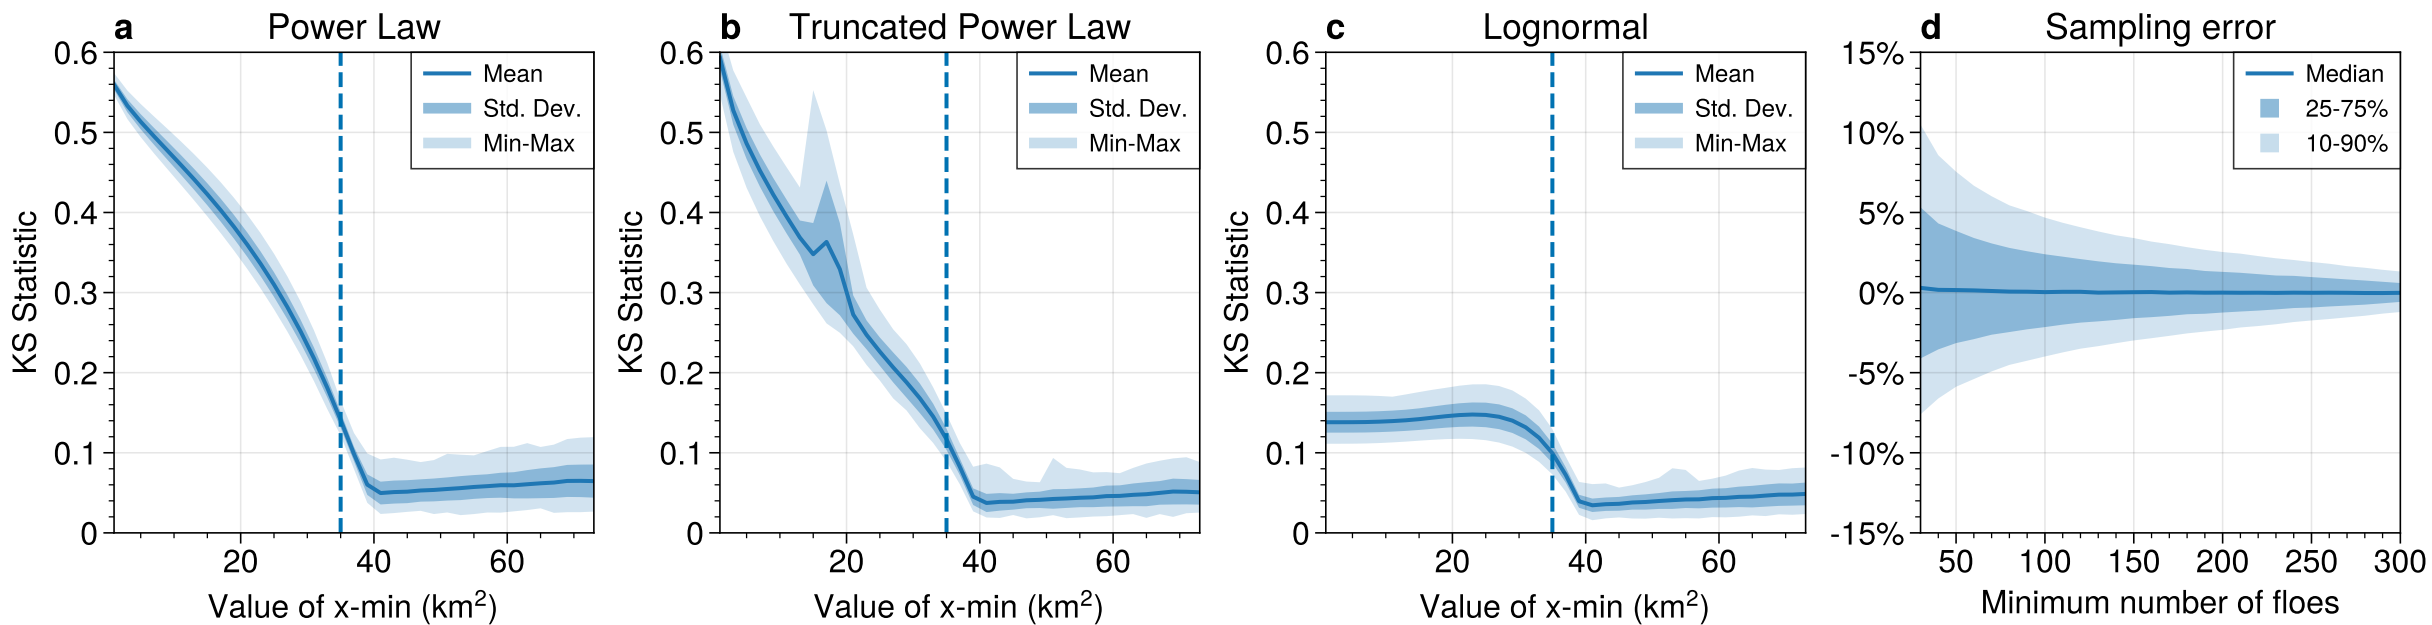 a Power Law
0.6
0.5
0.4
0.3
0.2
0.1
0
KS Statistic
Mean
Std. Dev.
Min-Max
20 40 60
Value of x-min (km²)
b Truncated Power Law
0.6
0.5
0.4
0.3
0.2
0.1
0
KS Statistic
Mean
Std. Dev.
Min-Max
20 40 60
Value of x-min (km²)
c Lognormal
0.6
0.5
0.4
0.3
0.2
0.1
0
KS Statistic
Mean
Std. Dev.
Min-Max
20 40 60
Value of x-min (km²)
d Sampling error
15%
10%
5%
0%
-5%
-10%
-15%
Median
25-75%
10-90%
50 100 150 200 250 300
Minimum number of floes